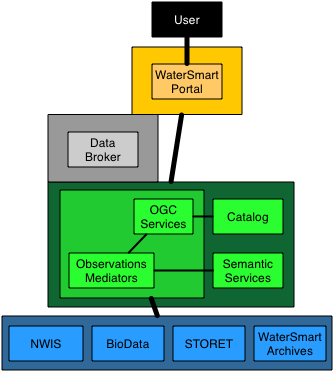 User
WaterSmart
Portal
Data
Broker
OGC
Services
Catalog
Observations
Mediators
Semantic
Services
NWIS
BioData
STORET
WaterSmart
Archives